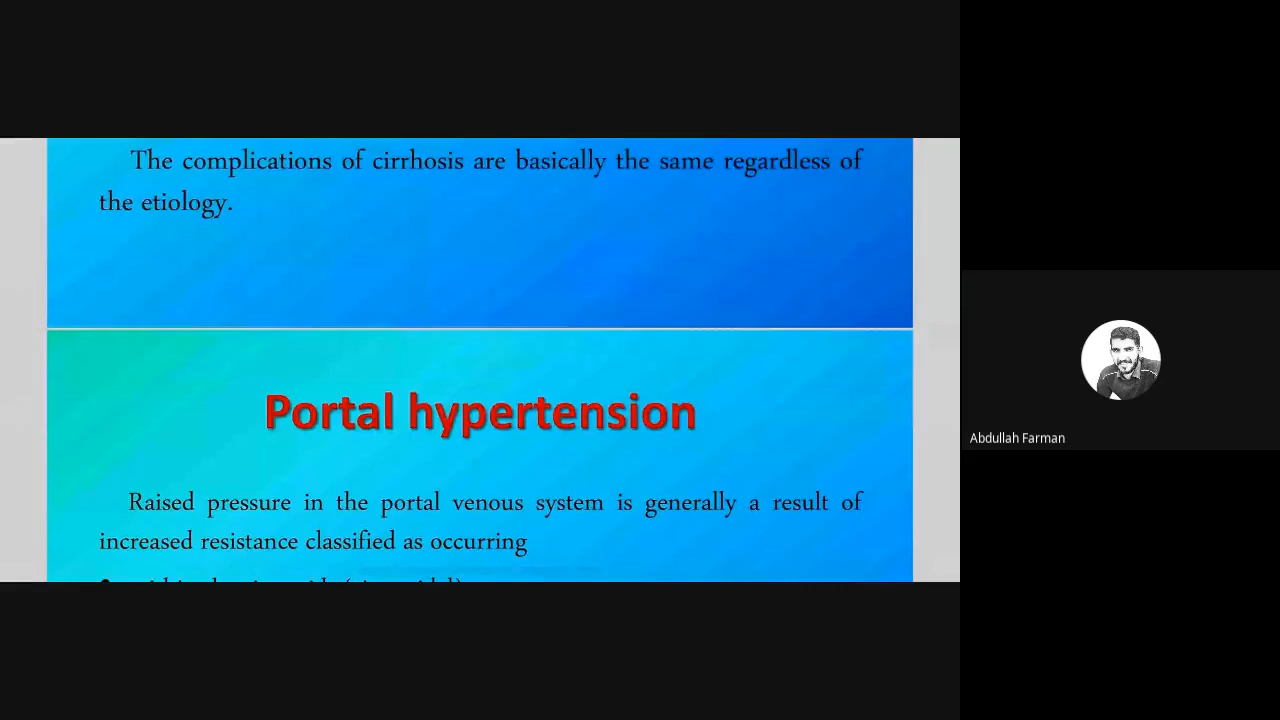 The complications of cirrhosis are basically the same regardless of
the etiology.
Portal hypertension
Raised pressure in the portal venous system is generally a result of
increased resistance classified as occurring
Abdullah Farman